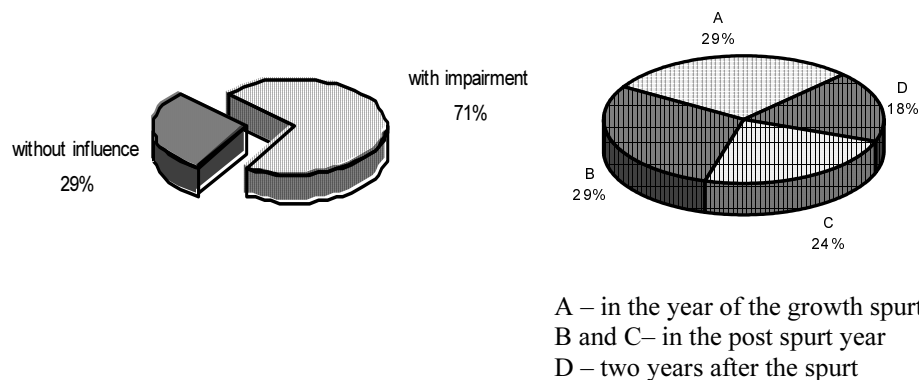 without influence
29%
with impairment
71%
A
29%
D
18%
B
29%
C
24%
A – in the year of the growth spurt
B and C– in the post spurt year
D – two years after the spurt